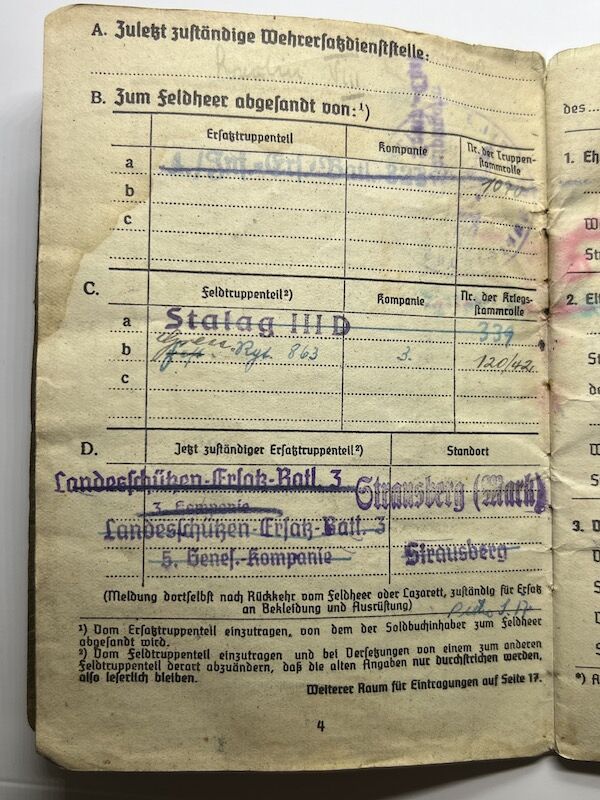 A. Zuletzt zuständige Wehrersatzdienststelle:
B. Zum Feldheer abgesandt von:¹)
Ersatztruppenteil Kompanie Nr. der Truppen-
stammrolle
a
1070
b
c
C. Feldtruppenteil²) Kompanie Nr. der Kriegs-
stammrolle
a Stalag III D 339
Gren.
b Rgt. 863 3. 120/42
c
D. Jetzt zuständiger Ersatztruppenteil²) Standort
Landesschützen-Ersatz-Batl. 3 Strausberg (Mark)
3. Kompanie
Landesschützen-Ersatz-Batl. 3
5. Genes.-Kompanie Strausberg
(Meldung dortselbst nach Rückkehr vom Feldheer oder Lazarett, zuständig für Ersatz
an Bekleidung und Ausrüstung)
¹) Vom Ersatztruppenteil einzutragen, von dem der Soldbuchinhaber zum Feldheer
abgesandt wird.
²) Vom Feldtruppenteil einzutragen und bei Versetzungen von einem zum anderen
Feldtruppenteil derart abzuändern, daß die alten Angaben nur durchstrichen werden,
also leserlich bleiben.
Weiterer Raum für Eintragungen auf Seite 17.
4
des
1. Eh
2. El
3.
*)